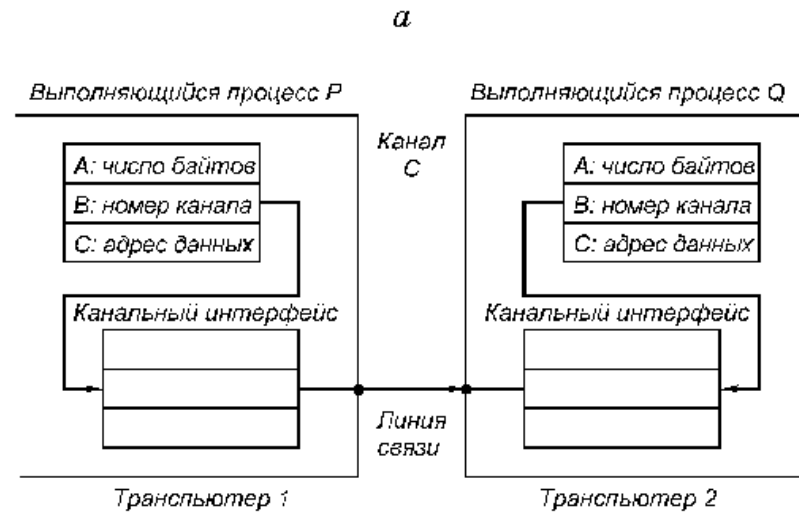 а
Выполняющийся процесс P
Выполняющийся процесс Q
Канал
C
A: число байтов
B: номер канала
C: адрес данных
A: число байтов
B: номер канала
C: адрес данных
Канальный интерфейс
Канальный интерфейс
Линия
связи
Транспьютер 1
Транспьютер 2